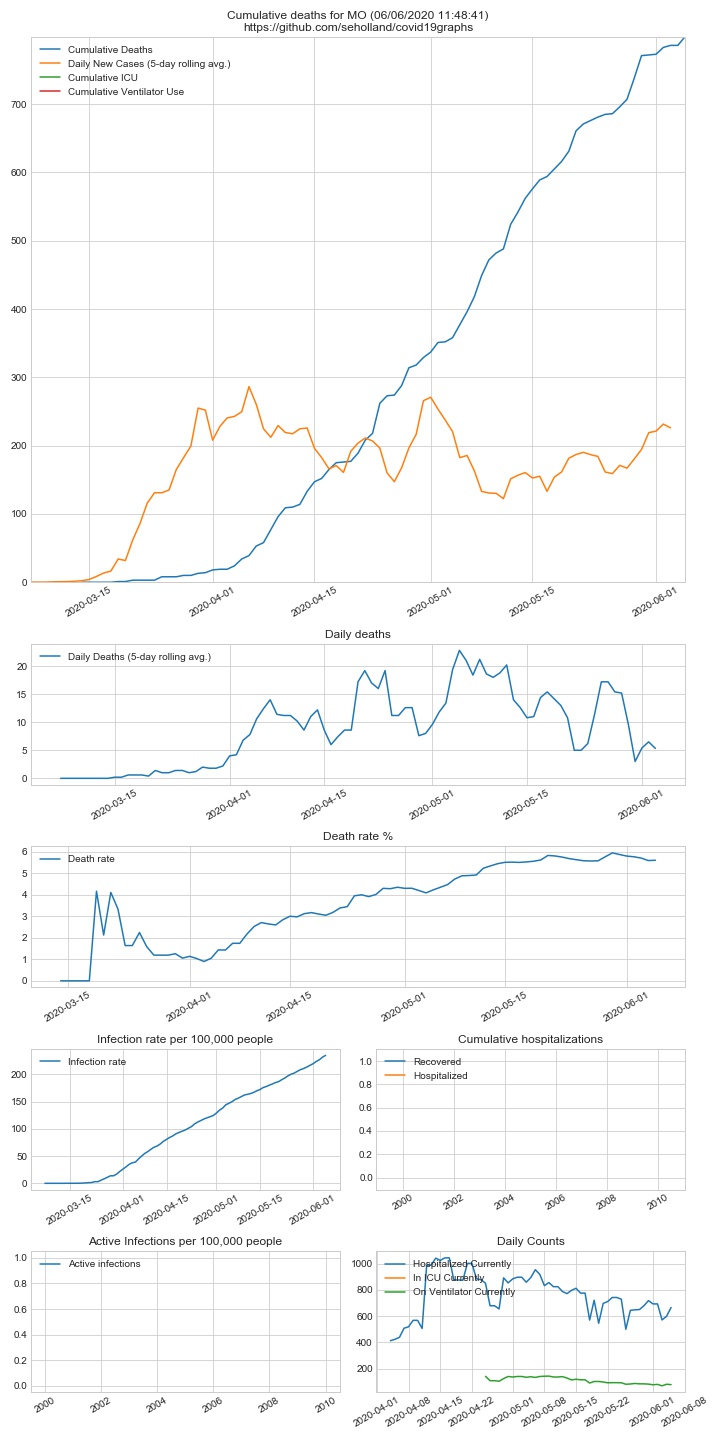 Cumulative deaths for MO (06/06/2020 11:48:41)
https://github.com/seholland/covid19graphs
Cumulative Deaths
Daily New Cases (5-day rolling avg.)
Cumulative ICU
Cumulative Ventilator Use
700
600
500
400
300
200
100
0
2020-03-15 2020-04-01 2020-04-15 2020-05-01 2020-05-15 2020-06-01
Daily deaths
Daily Deaths (5-day rolling avg.)
20
15
10
5
0
2020-03-15 2020-04-01 2020-04-15 2020-05-01 2020-05-15 2020-06-01
Death rate %
Death rate
6
5
4
3
2
1
0
2020-03-15 2020-04-01 2020-04-15 2020-05-01 2020-05-15 2020-06-01
Infection rate per 100,000 people
Infection rate
200
150
100
50
0
2020-03-15 2020-04-01 2020-04-15 2020-05-01 2020-05-15 2020-06-01
Cumulative hospitalizations
Recovered
Hospitalized
1.0
0.8
0.6
0.4
0.2
0.0
2000 2002 2004 2006 2008 2010
Active Infections per 100,000 people
Active infections
1.0
0.8
0.6
0.4
0.2
0.0
2000 2002 2004 2006 2008 2010
Daily Counts
Hospitalized Currently
In ICU Currently
On Ventilator Currently
1000
800
600
400
200
2020-04-01 2020-04-08 2020-04-15 2020-04-22 2020-05-01 2020-05-08 2020-05-15 2020-05-22 2020-06-01 2020-06-08